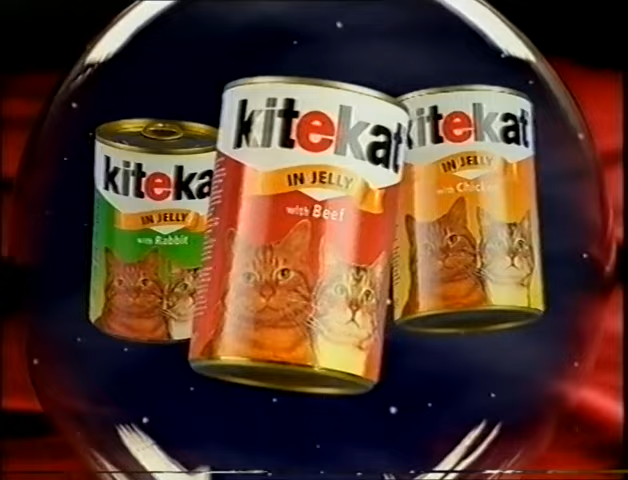 kitekat
IN JELLY
with Rabbit
kitekat
IN JELLY
with Beef
kitekat
IN JELLY
with Chicken